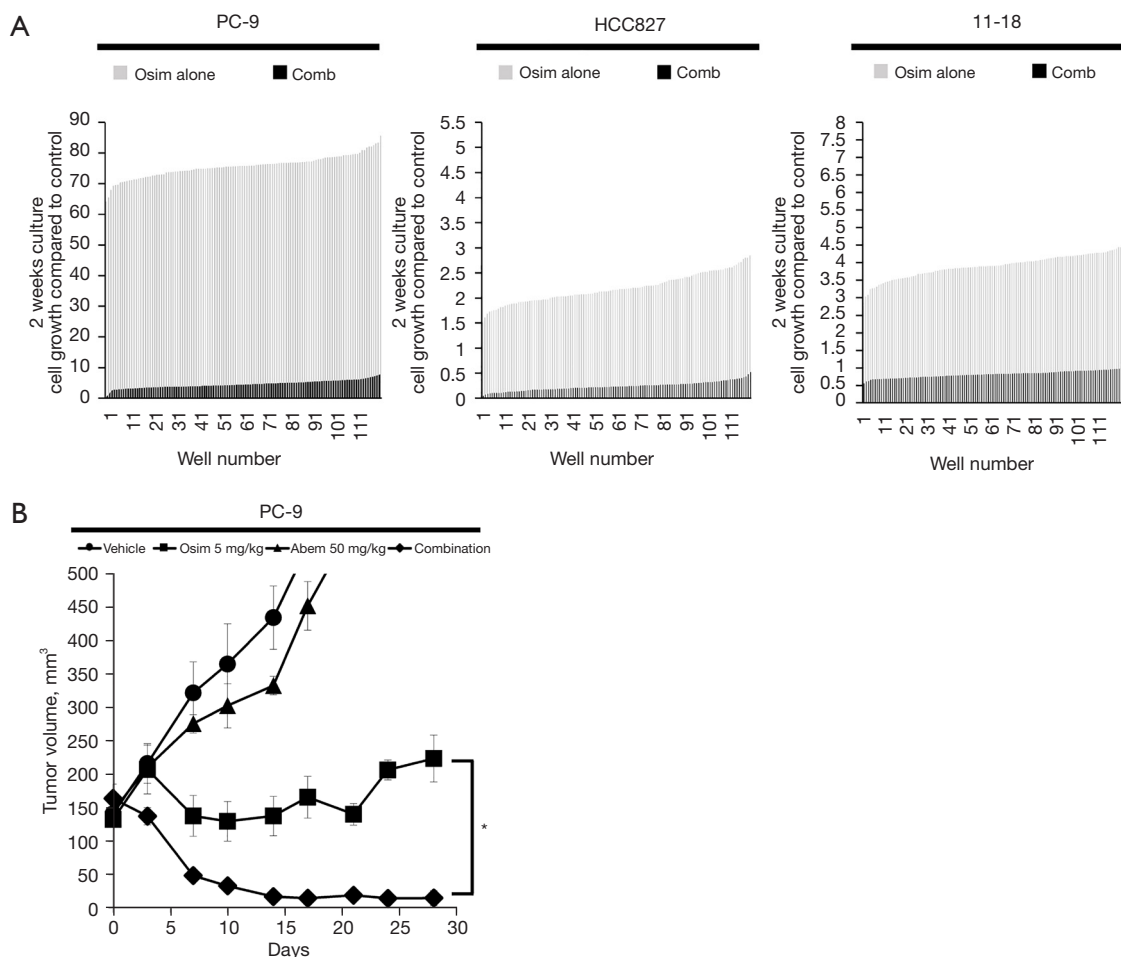 A
PC-9
HCC827
11-18
Osim alone Comb
Osim alone Comb
Osim alone Comb
2 weeks culture
cell growth compared to control
90
80
70
60
50
40
30
20
10
0
1 11 21 31 41 51 61 71 81 91 101 111
Well number
2 weeks culture
cell growth compared to control
5.5
5
4.5
4
3.5
3
2.5
2
1.5
1
0.5
0
1 11 21 31 41 51 61 71 81 91 101 111
Well number
2 weeks culture
cell growth compared to control
8
7.5
7
6.5
6
5.5
5
4.5
4
3.5
3
2.5
2
1.5
1
0.5
0
1 11 21 31 41 51 61 71 81 91 101 111
Well number
B
PC-9
Vehicle Osim 5 mg/kg Abem 50 mg/kg Combination
Tumor volume, mm³
500
450
400
350
300
250
200
150
100
50
0
*
0 5 10 15 20 25 30
Days